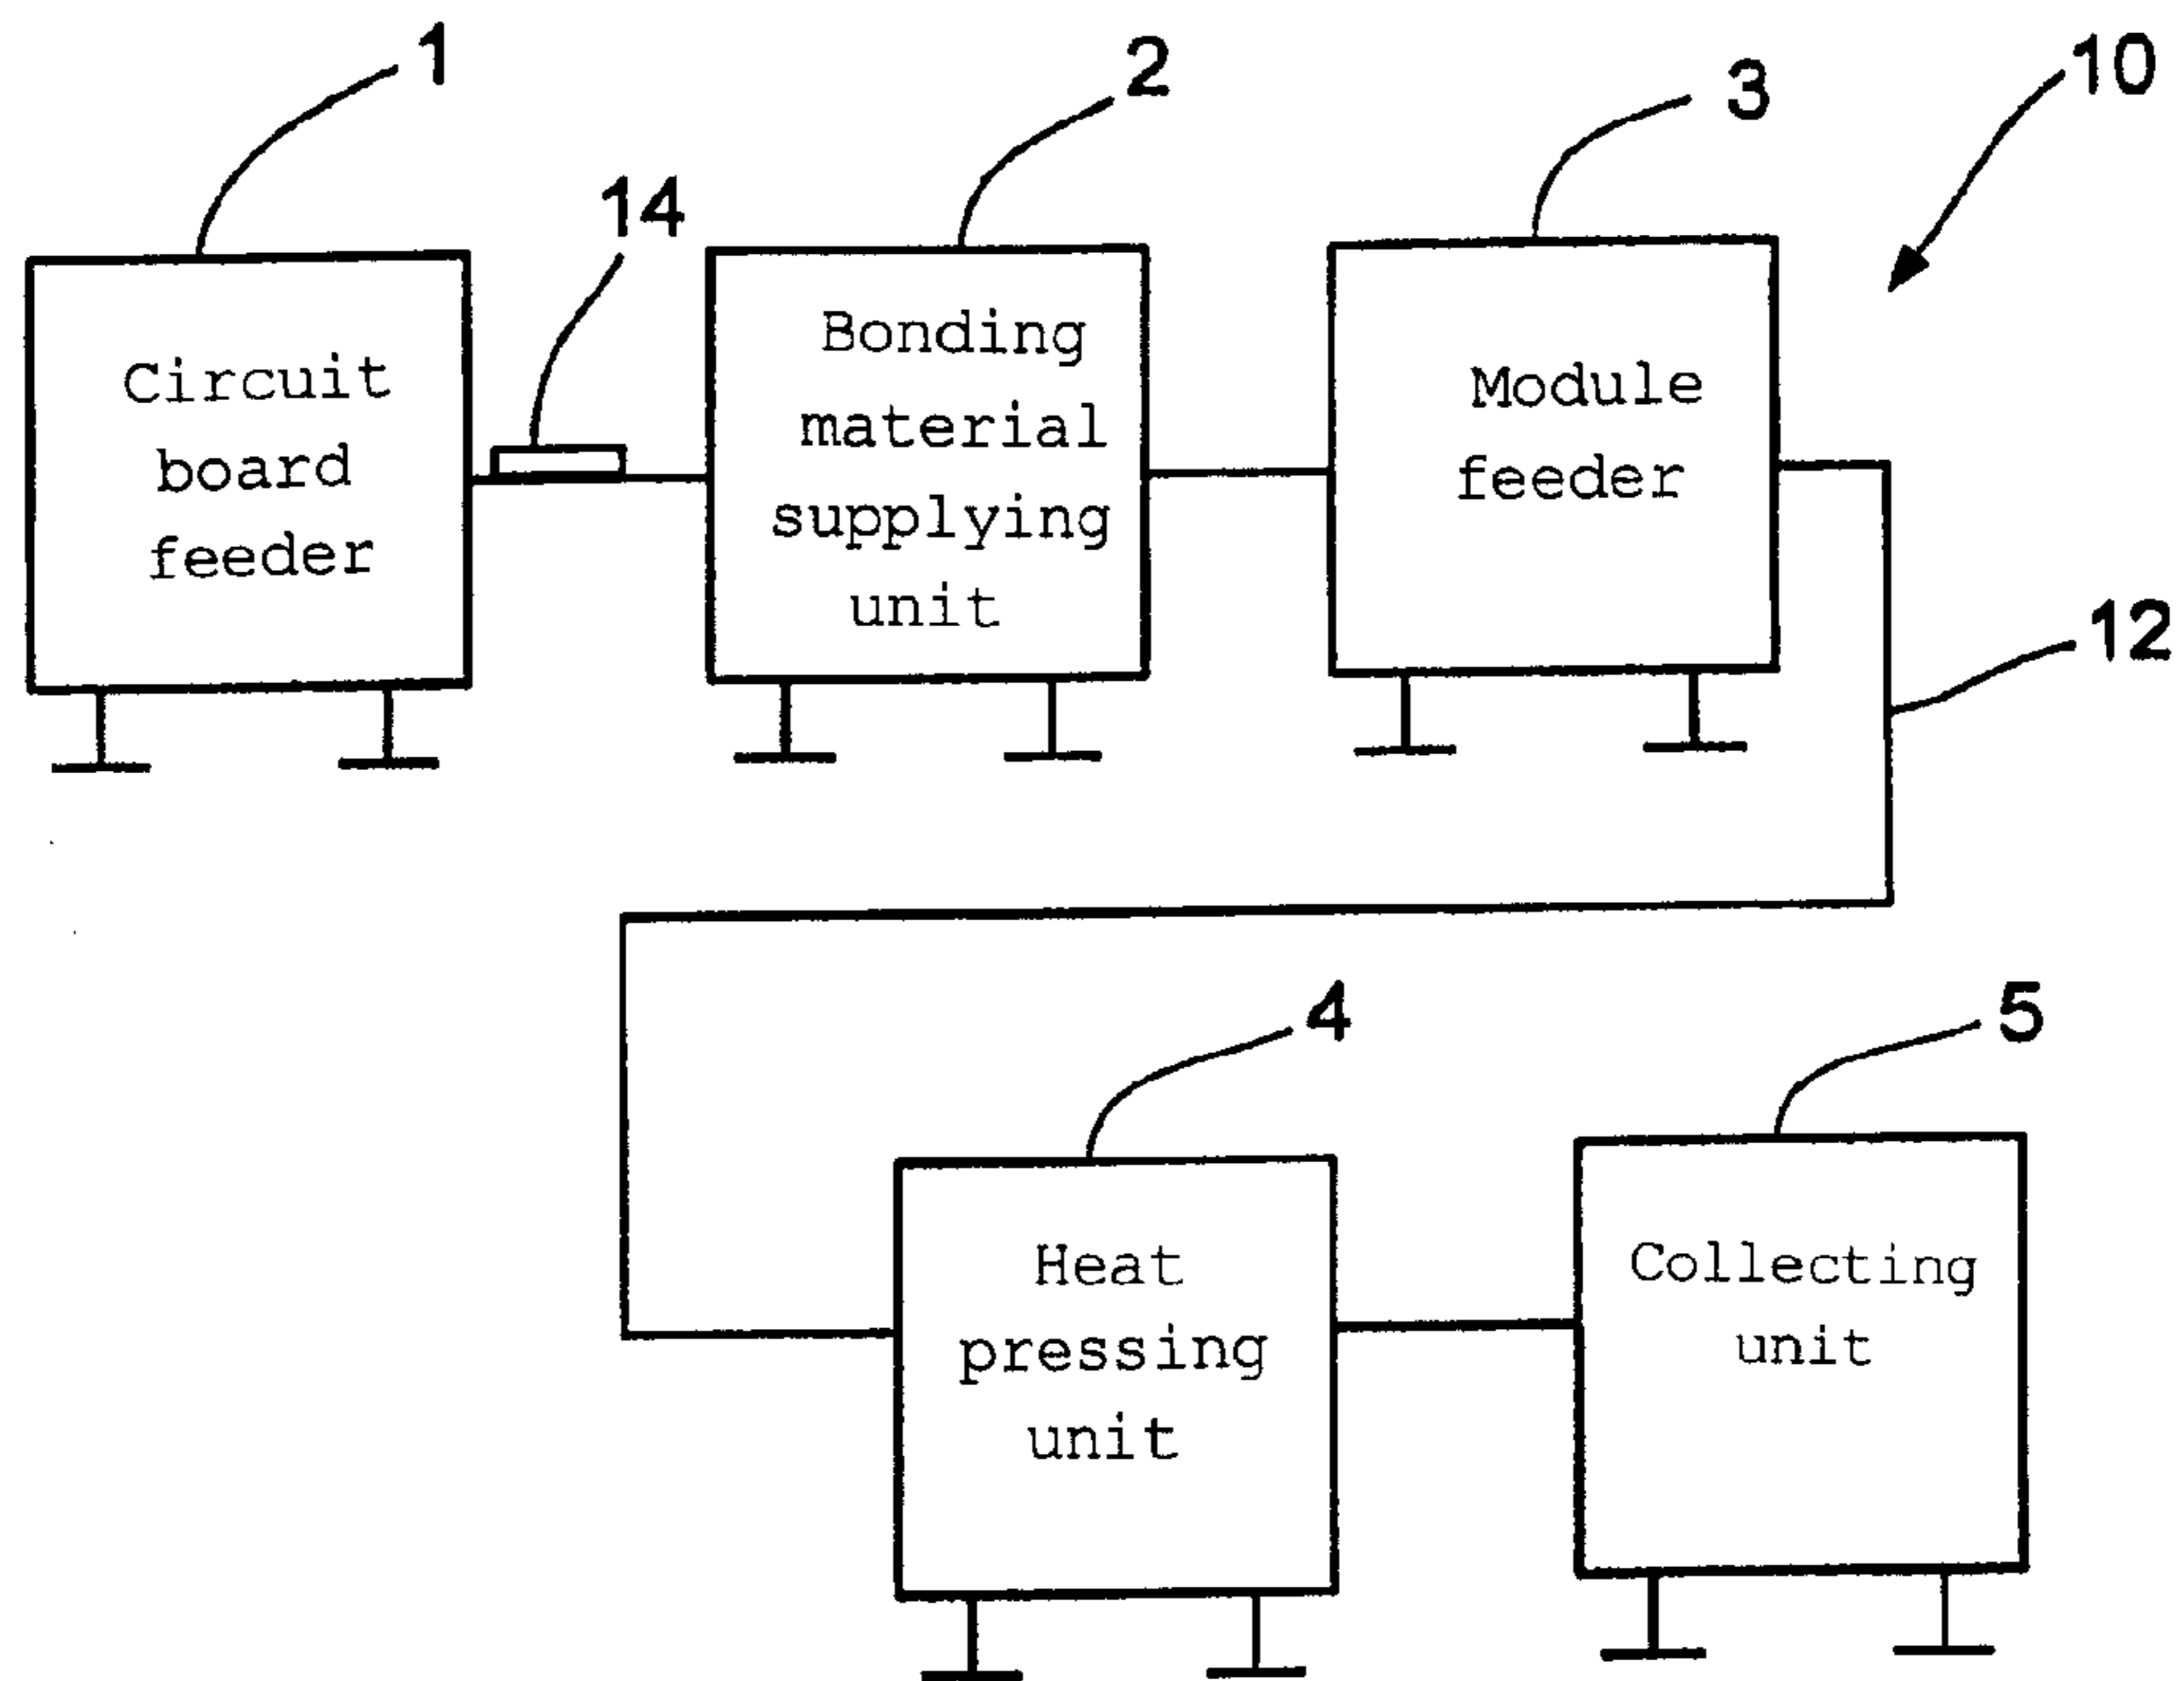 1
2
3
10
14
Circuit
board
feeder
Bonding
material
supplying
unit
Module
feeder
12
4
5
Heat
pressing
unit
Collecting
unit